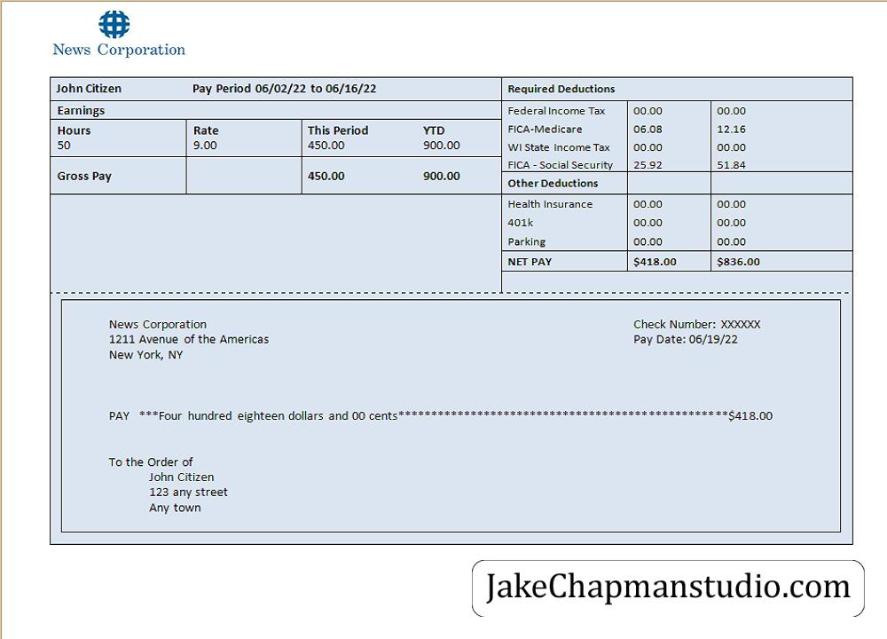 News Corporation
John Citizen Pay Period 06/02/22 to 06/16/22
Earnings
Hours Rate This Period YTD
50 9.00 450.00 900.00
Gross Pay 450.00 900.00
Required Deductions
Federal Income Tax 00.00 00.00
FICA-Medicare 06.08 12.16
WI State Income Tax 00.00 00.00
FICA - Social Security 25.92 51.84
Other Deductions
Health Insurance 00.00 00.00
401k 00.00 00.00
Parking 00.00 00.00
NET PAY $418.00 $836.00
News Corporation Check Number: XXXXXX
1211 Avenue of the Americas Pay Date: 06/19/22
New York, NY
PAY ***Four hundred eighteen dollars and 00 cents**************************************************$418.00
To the Order of
John Citizen
123 any street
Any town
JakeChapmanstudio.com